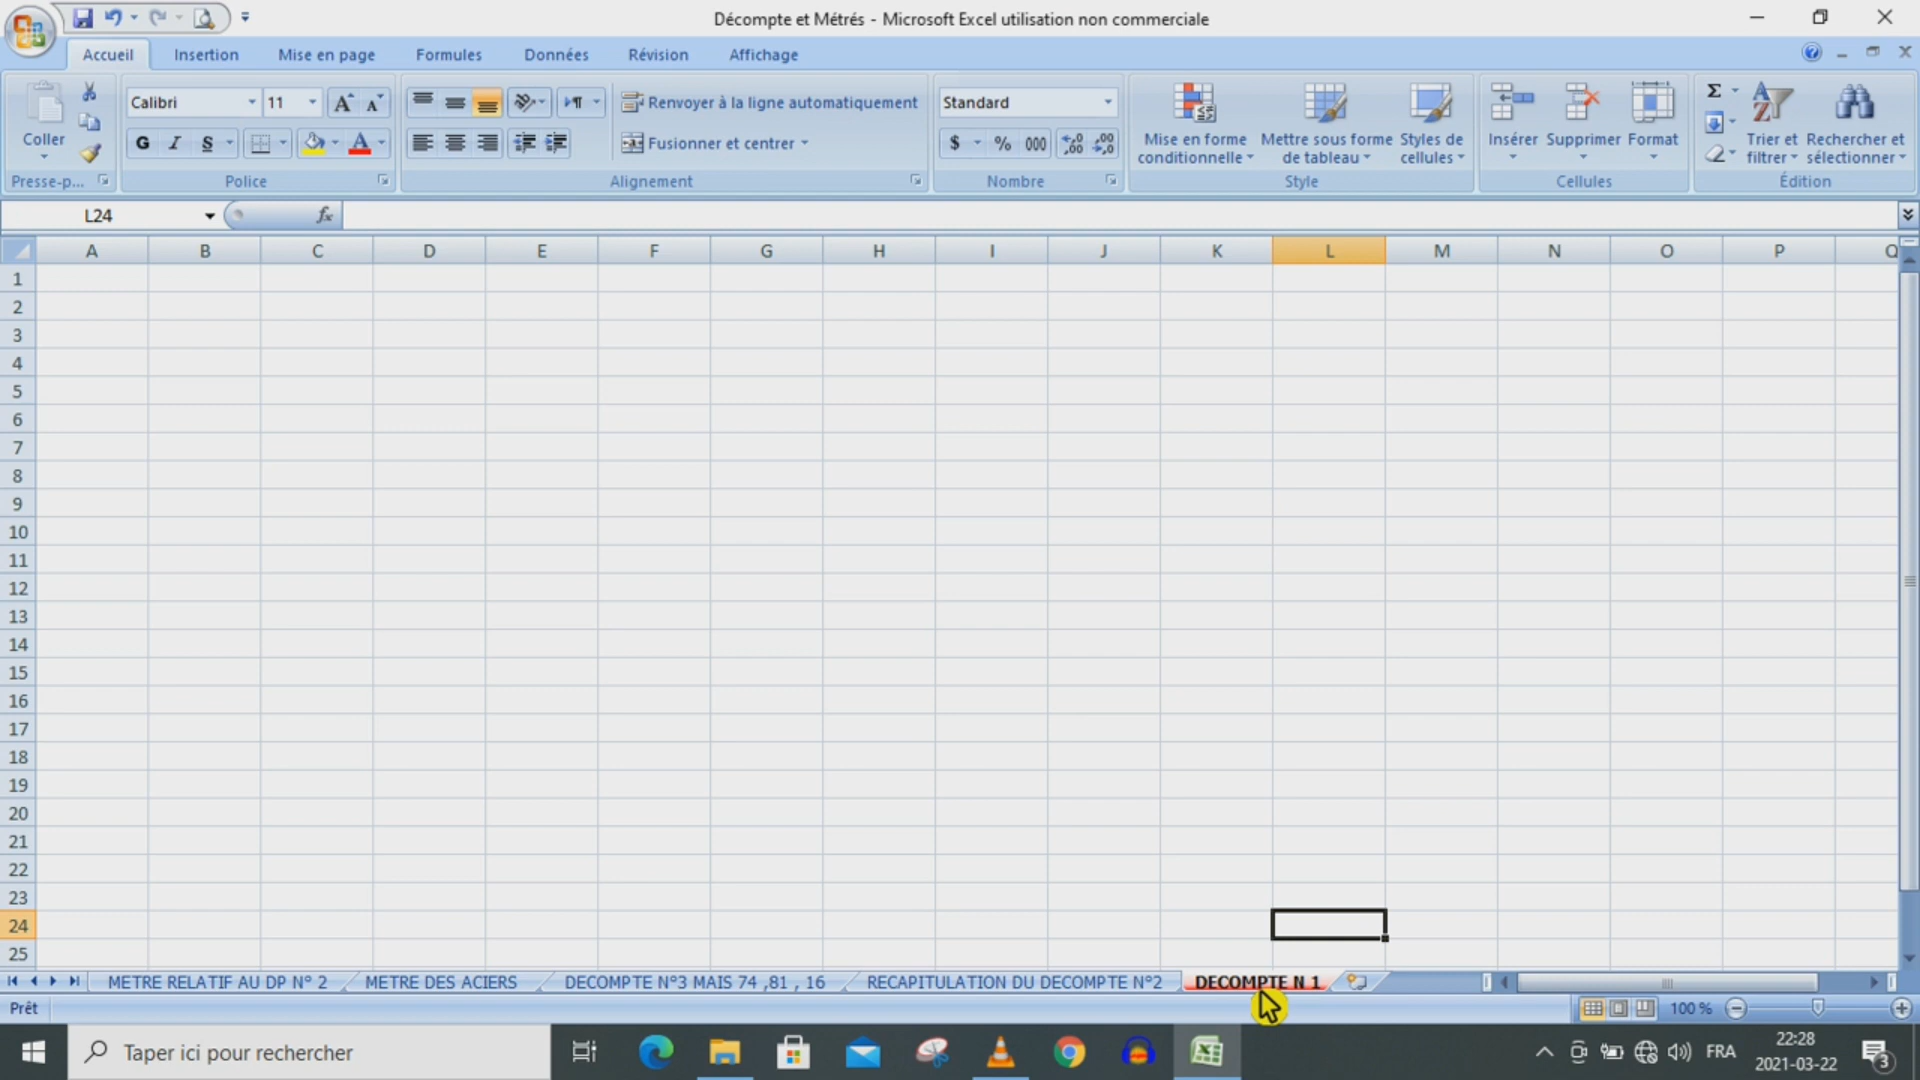 Décompte et Métrés - Microsoft Excel utilisation non commerciale
Accueil Insertion Mise en page Formules Données Révision Affichage
Coller
Presse-p...
Calibri 11
G I S
Police
Renvoyer à la ligne automatiquement
Fusionner et centrer
Alignement
Standard
$ % 000
Nombre
Mise en forme conditionnelle
Mettre sous forme de tableau
Styles de cellules
Style
Insérer Supprimer Format
Cellules
Σ
Trier et filtrer
Rechercher et sélectionner
Édition
L24 fx
A B C D E F G H I J K L M N O P Q
1
2
3
4
5
6
7
8
9
10
11
12
13
14
15
16
17
18
19
20
21
22
23
24
25
METRE RELATIF AU DP N° 2 METRE DES ACIERS DECOMPTE N°3 MAIS 74 ,81 , 16 RECAPITULATION DU DECOMPTE N°2 DECOMPTE N 1
Prêt 100 %
Taper ici pour rechercher
FRA
22:28
2021-03-22
3